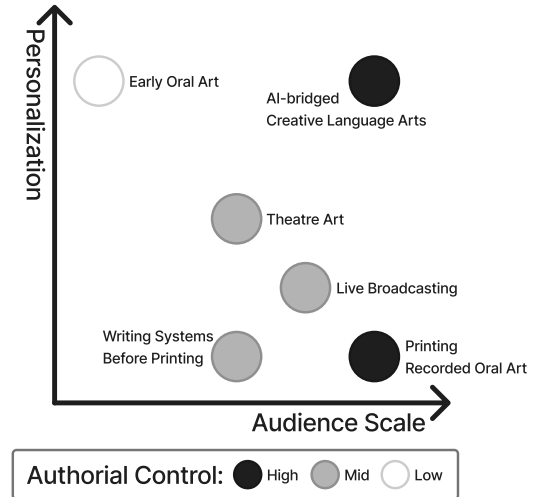 Personalization
Early Oral Art
AI-bridged
Creative Language Arts
Theatre Art
Live Broadcasting
Writing Systems
Before Printing
Printing
Recorded Oral Art
Audience Scale
Authorial Control: High Mid Low